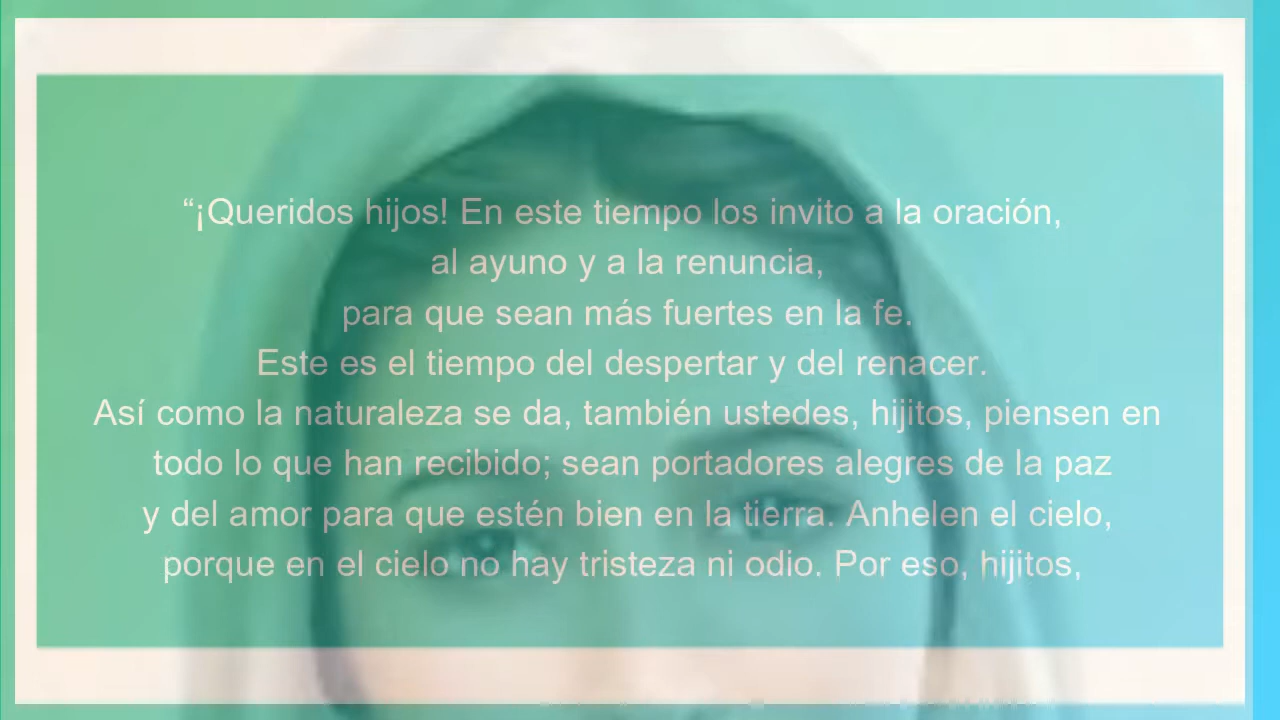 “¡Queridos hijos! En este tiempo los invito a la oración,
al ayuno y a la renuncia,
para que sean más fuertes en la fe.
Este es el tiempo del despertar y del renacer.
Así como la naturaleza se da, también ustedes, hijitos, piensen en
todo lo que han recibido; sean portadores alegres de la paz
y del amor para que estén bien en la tierra. Anhelen el cielo,
porque en el cielo no hay tristeza ni odio. Por eso, hijitos,